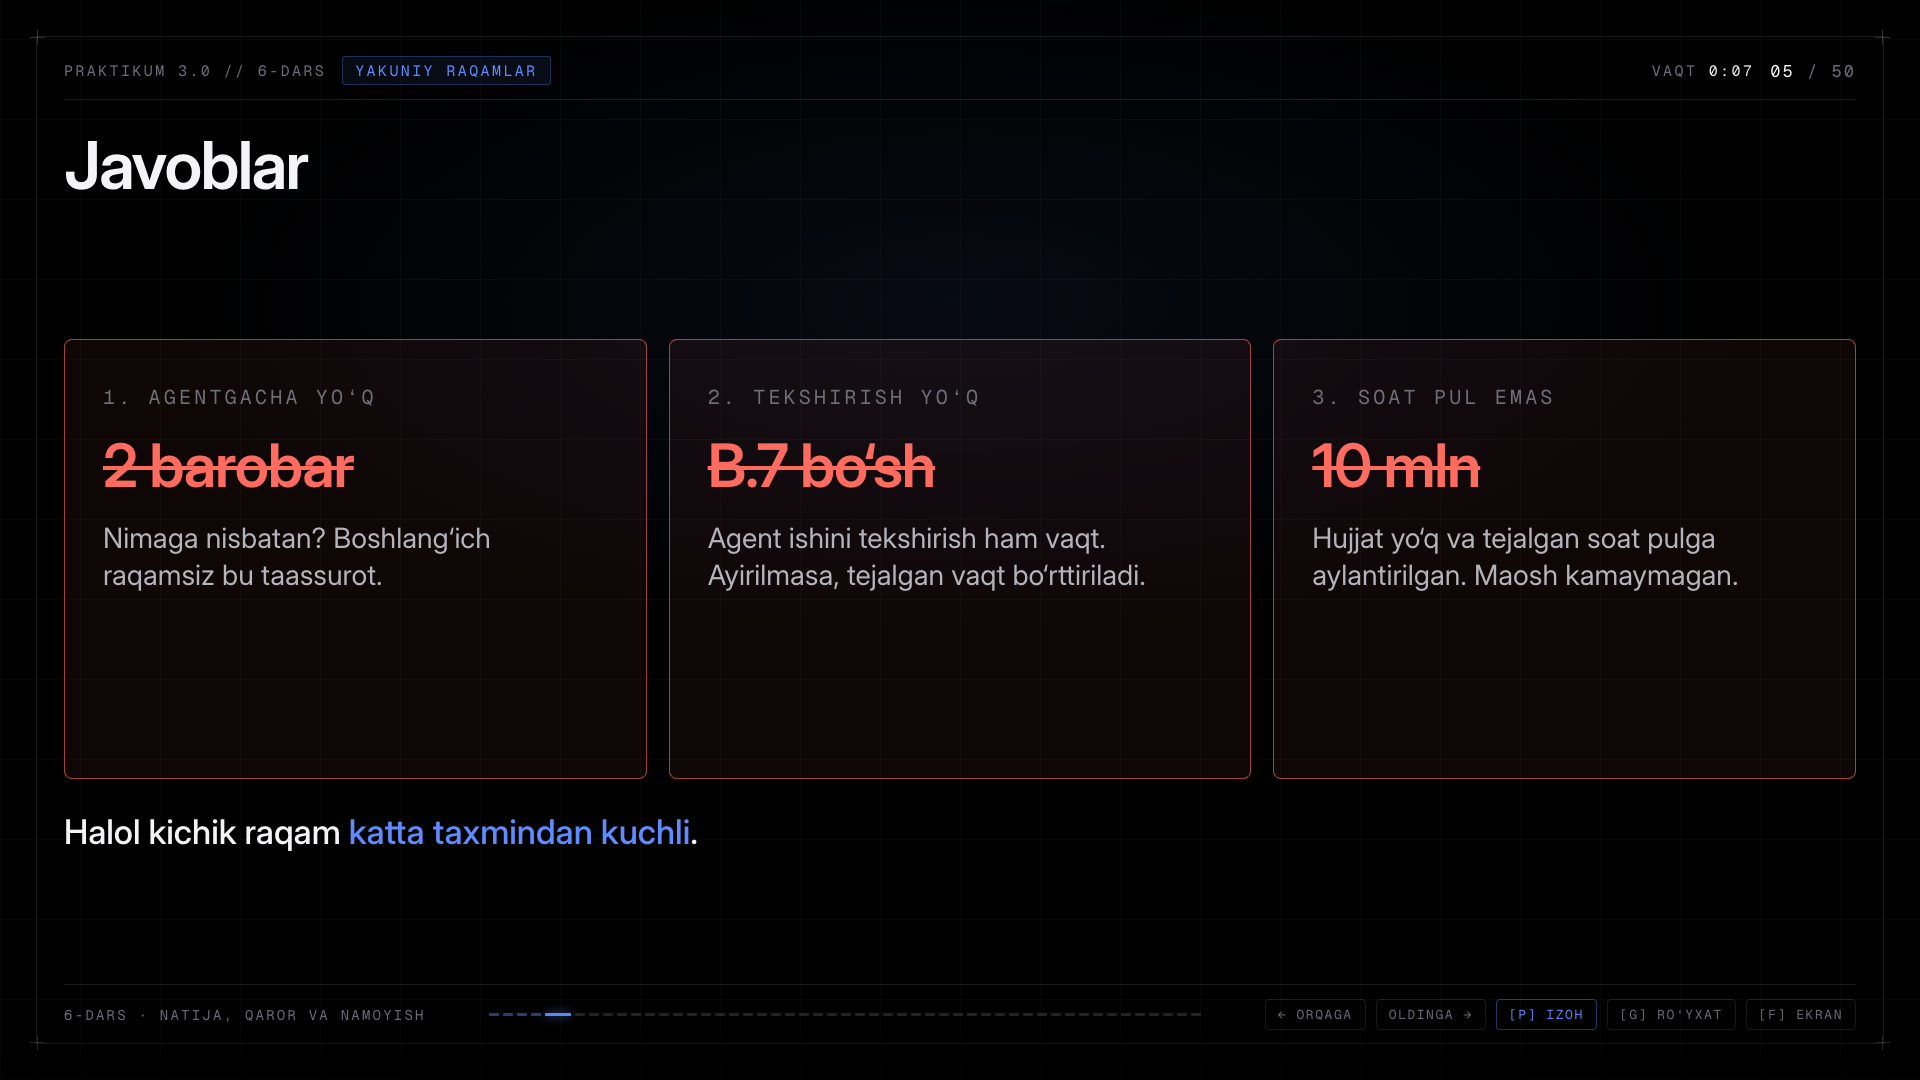 PRAKTIKUM 3.0 // 6-DARS
YAKUNIY RAQAMLAR
VAQT 0:07 05 / 50
Javoblar
1. AGENTGACHA YO‘Q
2 barobar
Nimaga nisbatan? Boshlang‘ich
raqamsiz bu taassurot.
2. TEKSHIRISH YO‘Q
B.7 bo‘sh
Agent ishini tekshirish ham vaqt.
Ayirilmasa, tejalgan vaqt bo‘rttiriladi.
3. SOAT PUL EMAS
10 mln
Hujjat yo‘q va tejalgan soat pulga
aylantirilgan. Maosh kamaymagan.
Halol kichik raqam katta taxmindan kuchli.
6-DARS · NATIJA, QAROR VA NAMOYISH
← ORQAGA
OLDINGA →
[P] IZOH
[G] RO‘YXAT
[F] EKRAN